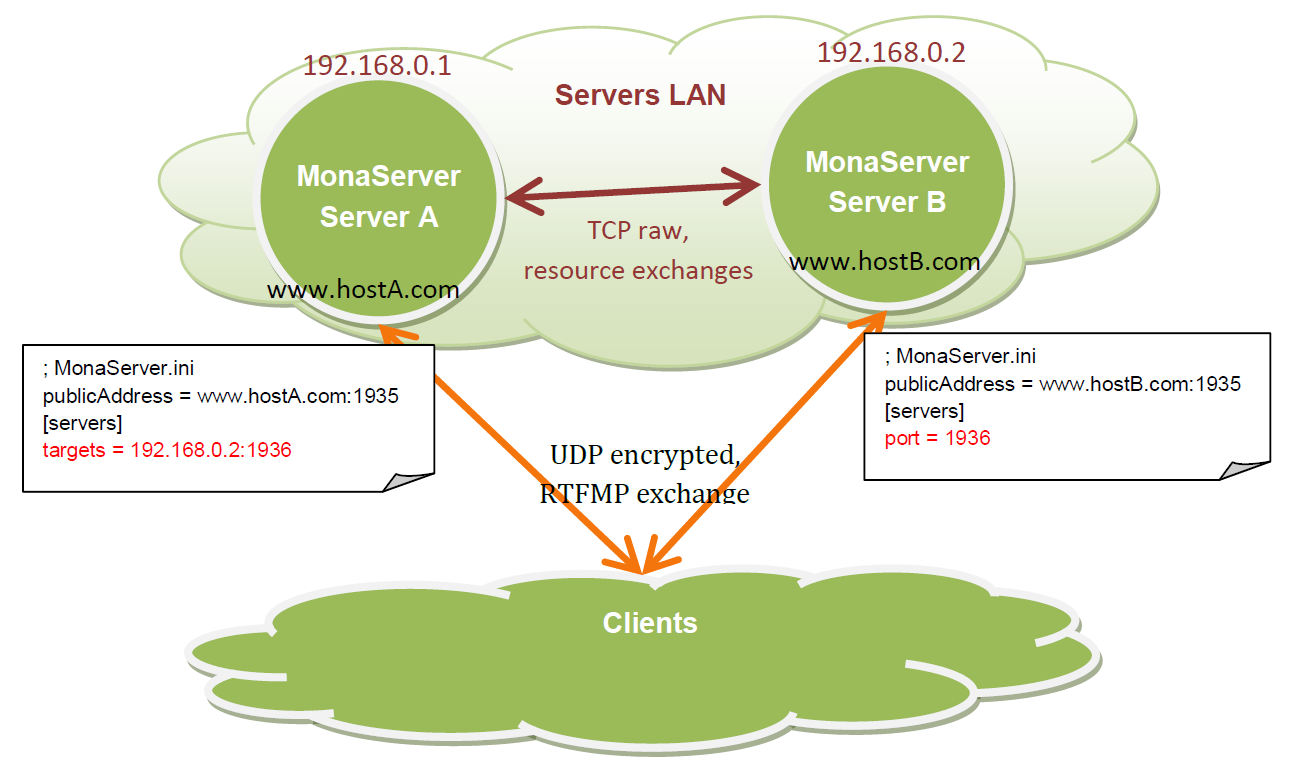 192.168.0.1
192.168.0.2
Servers LAN
MonaServer
Server A
www.hostA.com
MonaServer
Server B
www.hostB.com
TCP raw,
resource exchanges
; MonaServer.ini
publicAddress = www.hostA.com:1935
[servers]
targets = 192.168.0.2:1936
; MonaServer.ini
publicAddress = www.hostB.com:1935
[servers]
port = 1936
UDP encrypted,
RTFMP exchange
Clients